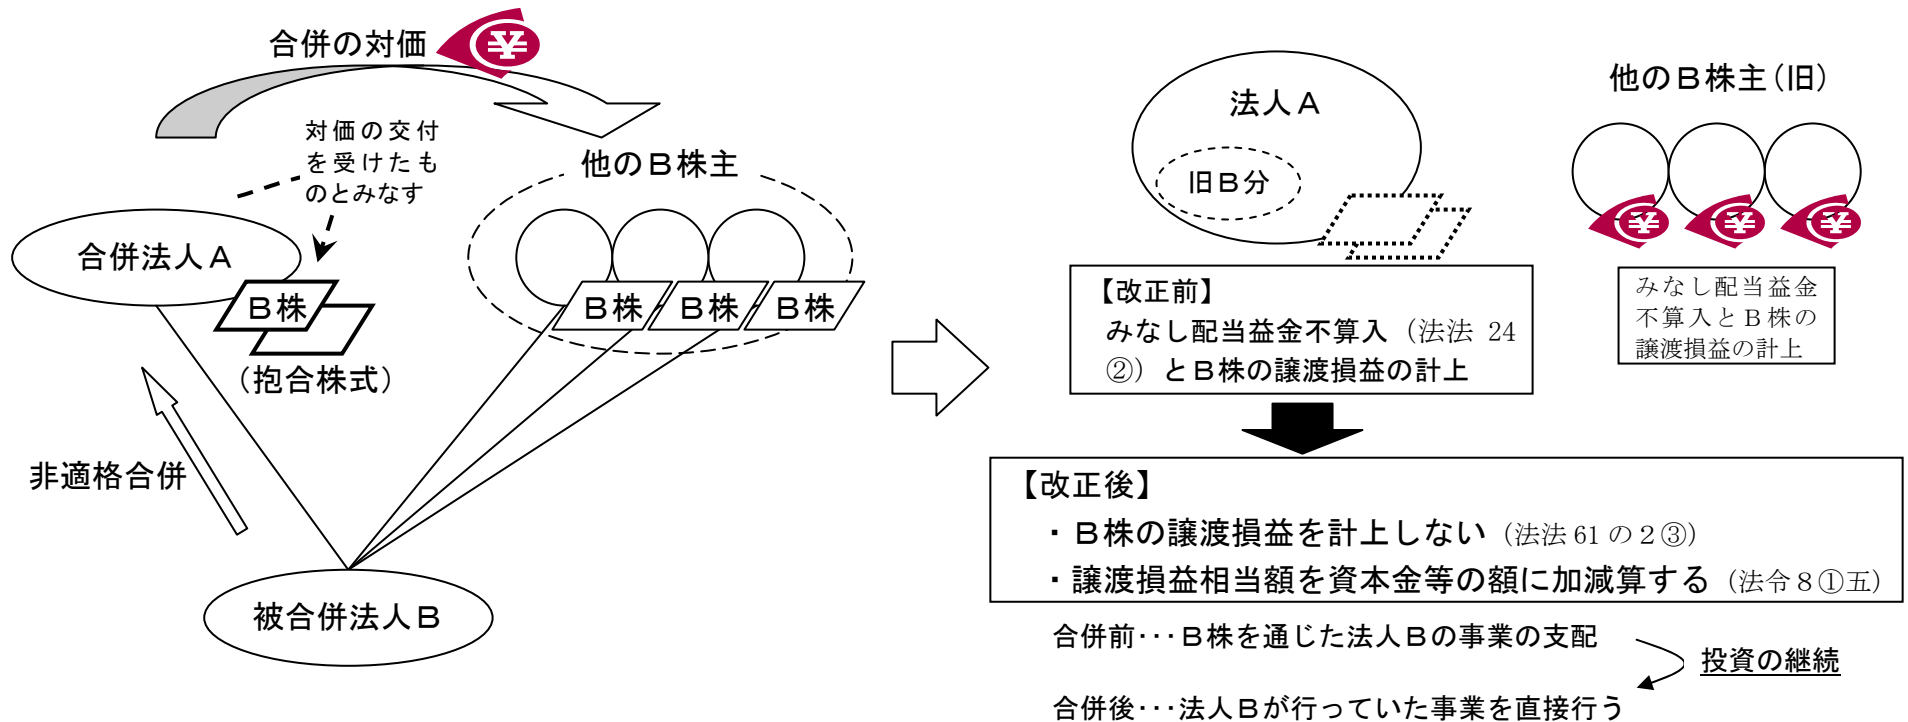 合併の対価
対価の交付
を受けたも
のとみなす
他のB株主
合併法人A
B株
(抱合株式)
B株
B株
B株
非適格合併
被合併法人B
法人A
旧B分
他のB株主(旧)
¥
¥
¥
¥
【改正前】
みなし配当益金不算入(法法 24
②)とB株の譲渡損益の計上
みなし配当益金
不算入とB株の
譲渡損益の計上
【改正後】
・B株の譲渡損益を計上しない(法法 61 の2③)
・譲渡損益相当額を資本金等の額に加減算する(法令8①五)
合併前･･･B株を通じた法人Bの事業の支配
投資の継続
合併後･･･法人Bが行っていた事業を直接行う